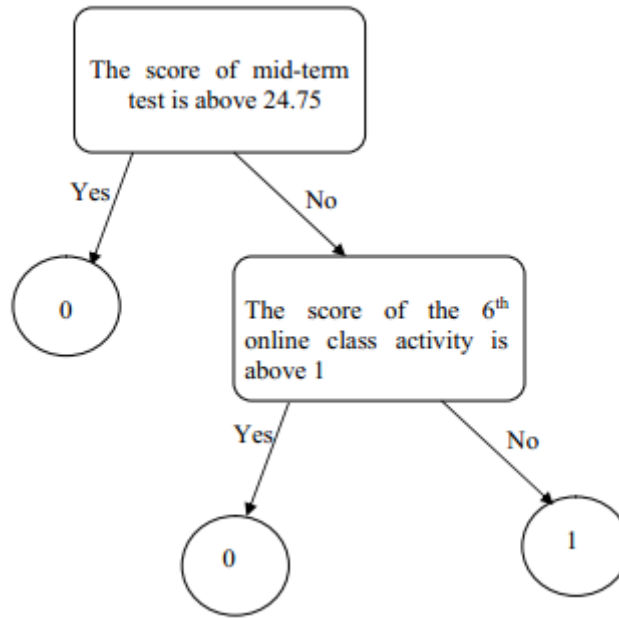 The score of mid-term
test is above 24.75
Yes
No
0
The score of the 6th
online class activity is
above 1
Yes
No
0
1